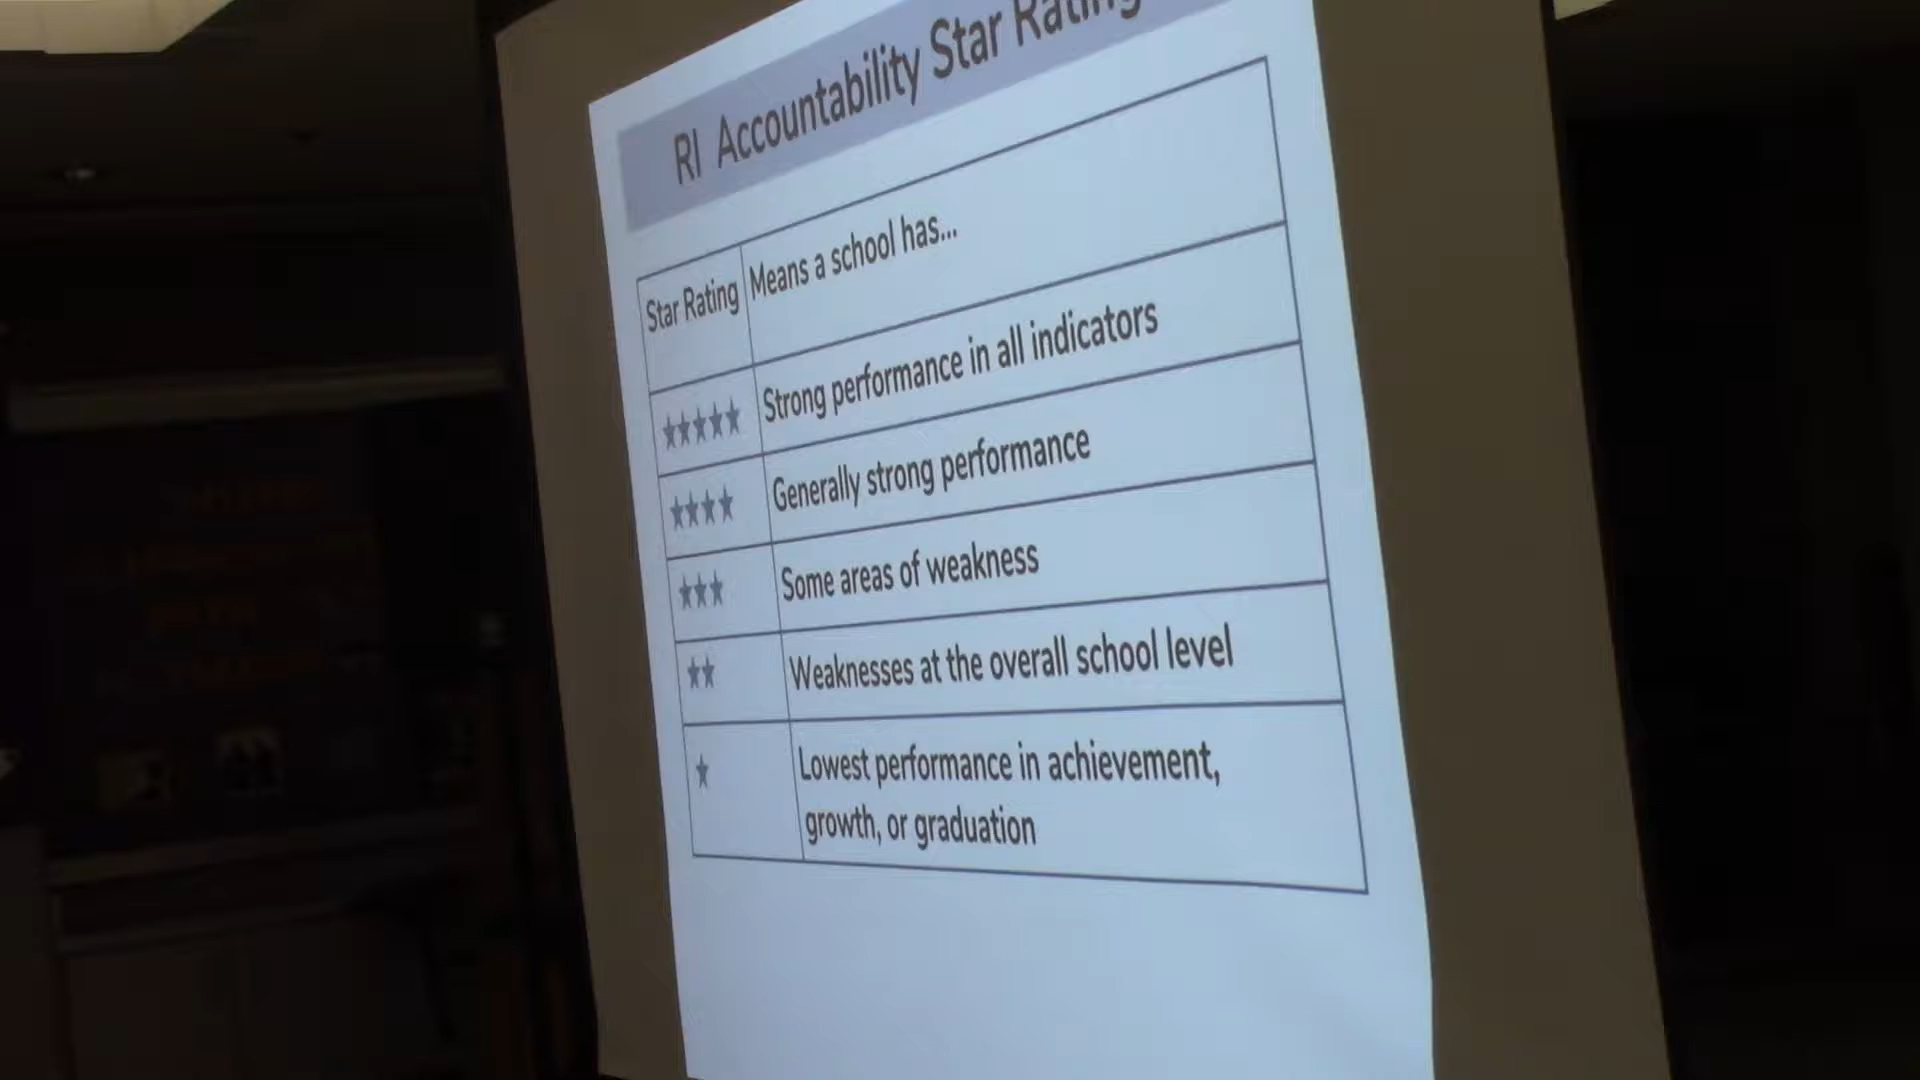 RI Accountability Star Rating
Star Rating Means a school has...
★★★★★ Strong performance in all indicators
★★★★ Generally strong performance
★★★ Some areas of weakness
★★ Weaknesses at the overall school level
★ Lowest performance in achievement,
growth, or graduation